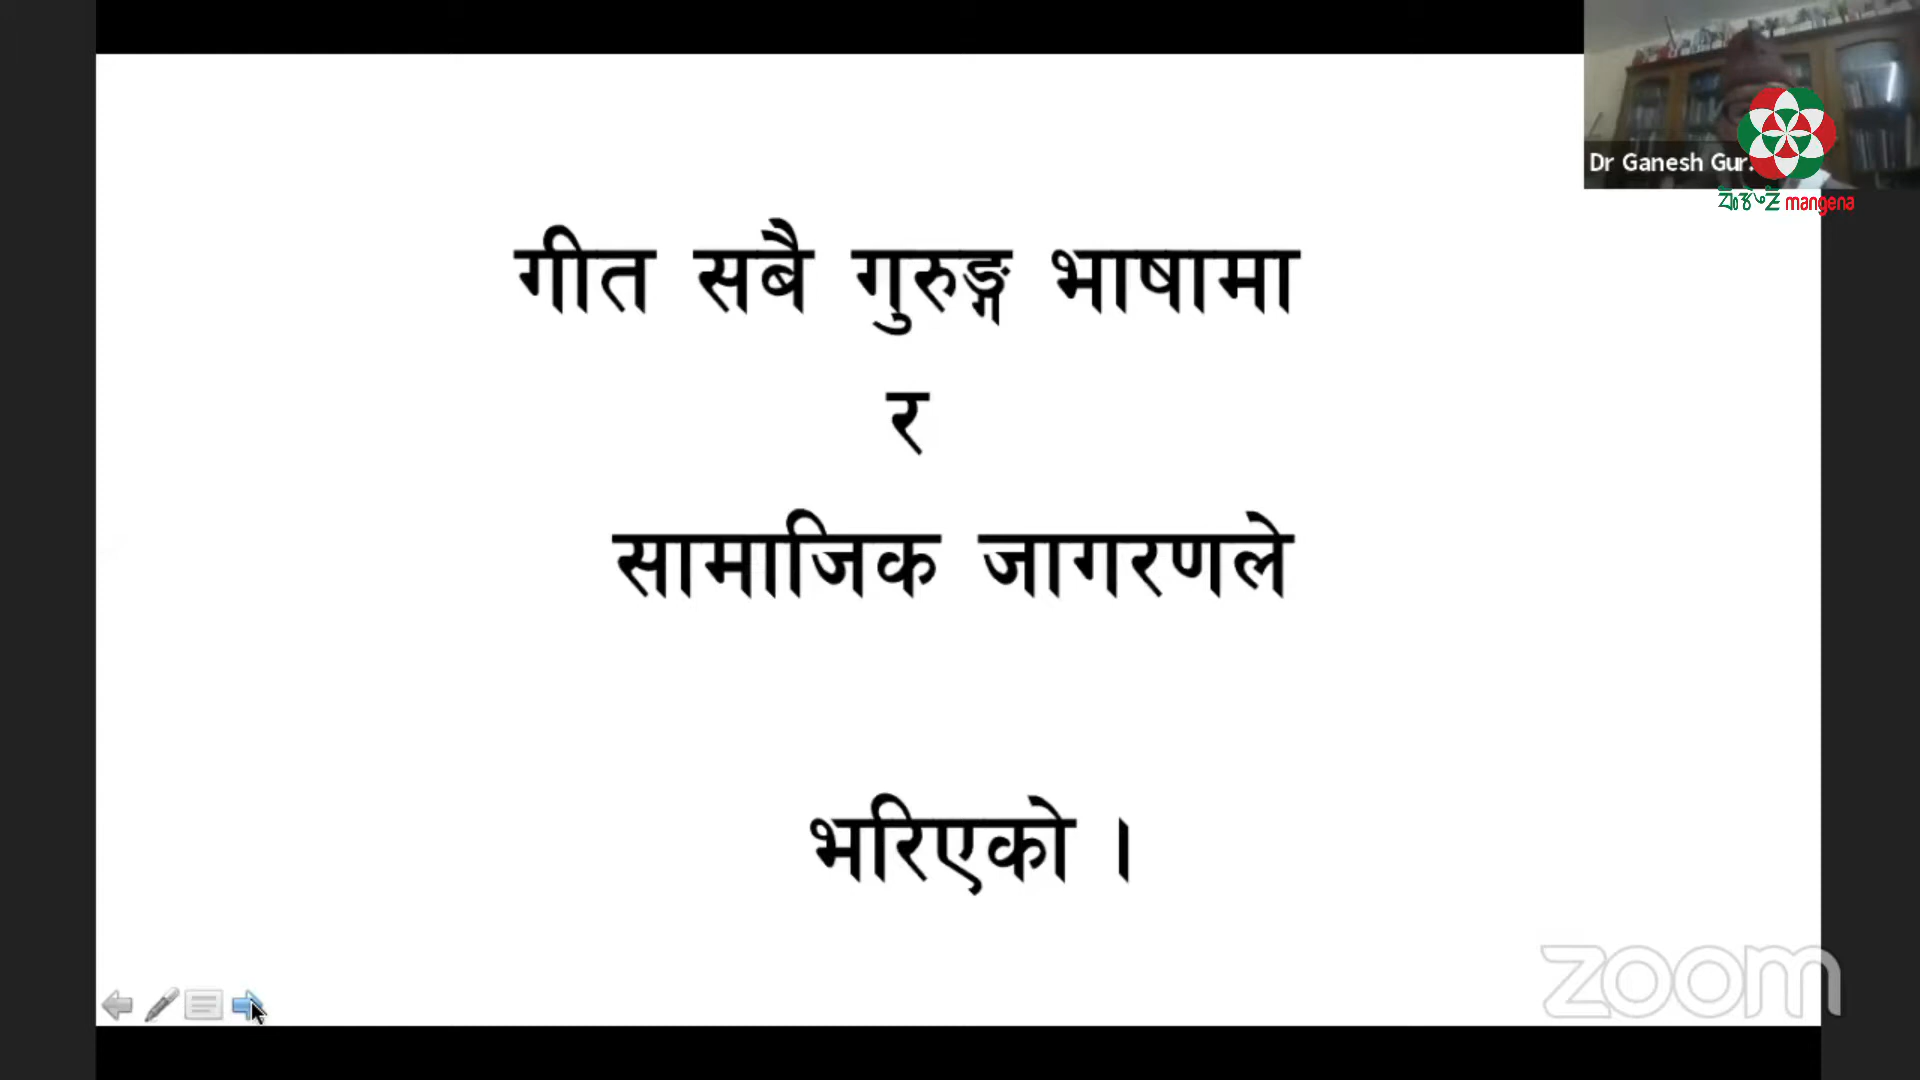 गीत सबै गुरुङ्ग भाषामा
र
सामाजिक जागरणले
भरिएको ।
Dr Ganesh Gur
mangena
zoom